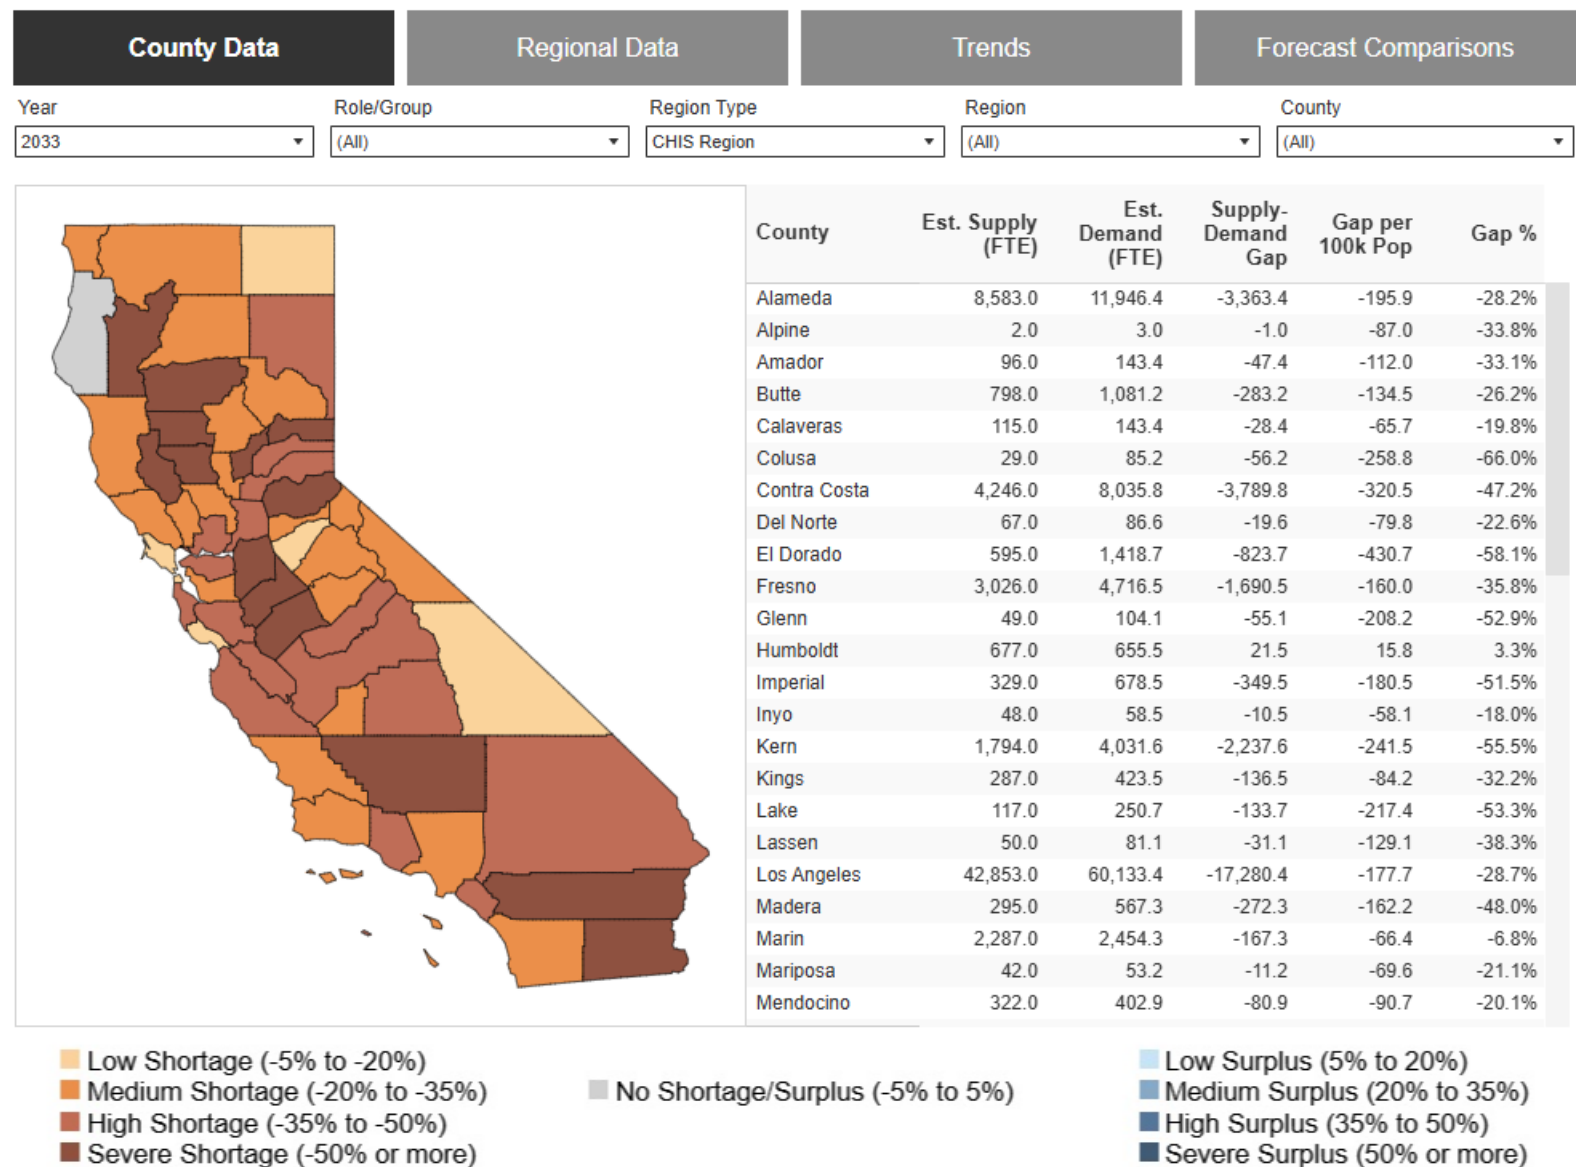 County Data Regional Data Trends Forecast Comparisons
Year Role/Group Region Type Region County
2033 (All) CHIS Region (All) (All)
County Est. Supply (FTE) Est. Demand (FTE) Supply-Demand Gap Gap per 100k Pop Gap %
Alameda 8,583.0 11,946.4 -3,363.4 -195.9 -28.2%
Alpine 2.0 3.0 -1.0 -87.0 -33.8%
Amador 96.0 143.4 -47.4 -112.0 -33.1%
Butte 798.0 1,081.2 -283.2 -134.5 -26.2%
Calaveras 115.0 143.4 -28.4 -65.7 -19.8%
Colusa 29.0 85.2 -56.2 -258.8 -66.0%
Contra Costa 4,246.0 8,035.8 -3,789.8 -320.5 -47.2%
Del Norte 67.0 86.6 -19.6 -79.8 -22.6%
El Dorado 595.0 1,418.7 -823.7 -430.7 -58.1%
Fresno 3,026.0 4,716.5 -1,690.5 -160.0 -35.8%
Glenn 49.0 104.1 -55.1 -208.2 -52.9%
Humboldt 677.0 655.5 21.5 15.8 3.3%
Imperial 329.0 678.5 -349.5 -180.5 -51.5%
Inyo 48.0 58.5 -10.5 -58.1 -18.0%
Kern 1,794.0 4,031.6 -2,237.6 -241.5 -55.5%
Kings 287.0 423.5 -136.5 -84.2 -32.2%
Lake 117.0 250.7 -133.7 -217.4 -53.3%
Lassen 50.0 81.1 -31.1 -129.1 -38.3%
Los Angeles 42,853.0 60,133.4 -17,280.4 -177.7 -28.7%
Madera 295.0 567.3 -272.3 -162.2 -48.0%
Marin 2,287.0 2,454.3 -167.3 -66.4 -6.8%
Mariposa 42.0 53.2 -11.2 -69.6 -21.1%
Mendocino 322.0 402.9 -80.9 -90.7 -20.1%
Low Shortage (-5% to -20%)
Medium Shortage (-20% to -35%)
High Shortage (-35% to -50%)
Severe Shortage (-50% or more)
No Shortage/Surplus (-5% to 5%)
Low Surplus (5% to 20%)
Medium Surplus (20% to 35%)
High Surplus (35% to 50%)
Severe Surplus (50% or more)